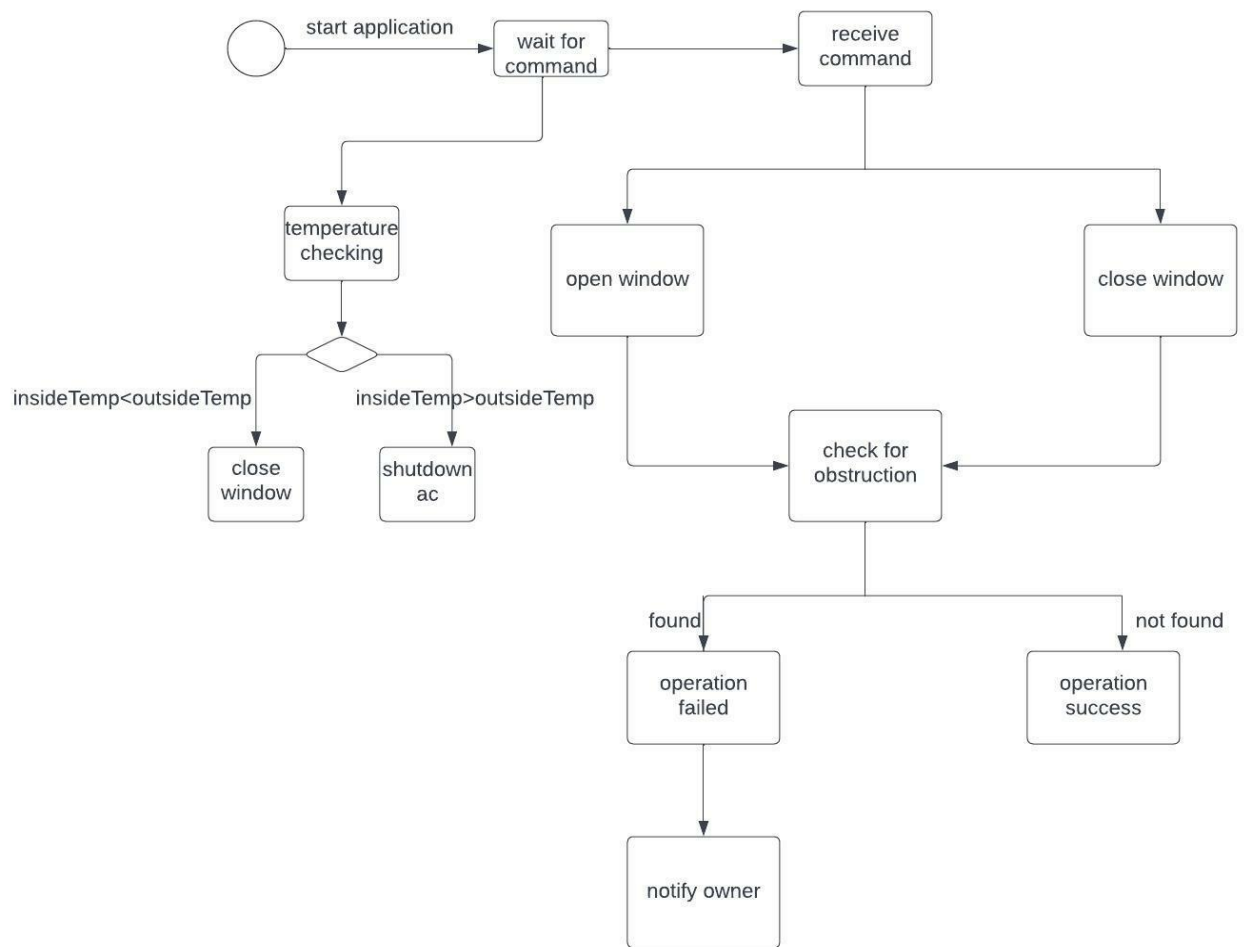 start application
wait for
command
receive
command
temperature
checking
open window
close window
insideTemp<outsideTemp
insideTemp>outsideTemp
close
window
shutdown
ac
check for
obstruction
found
not found
operation
failed
operation
success
notify owner